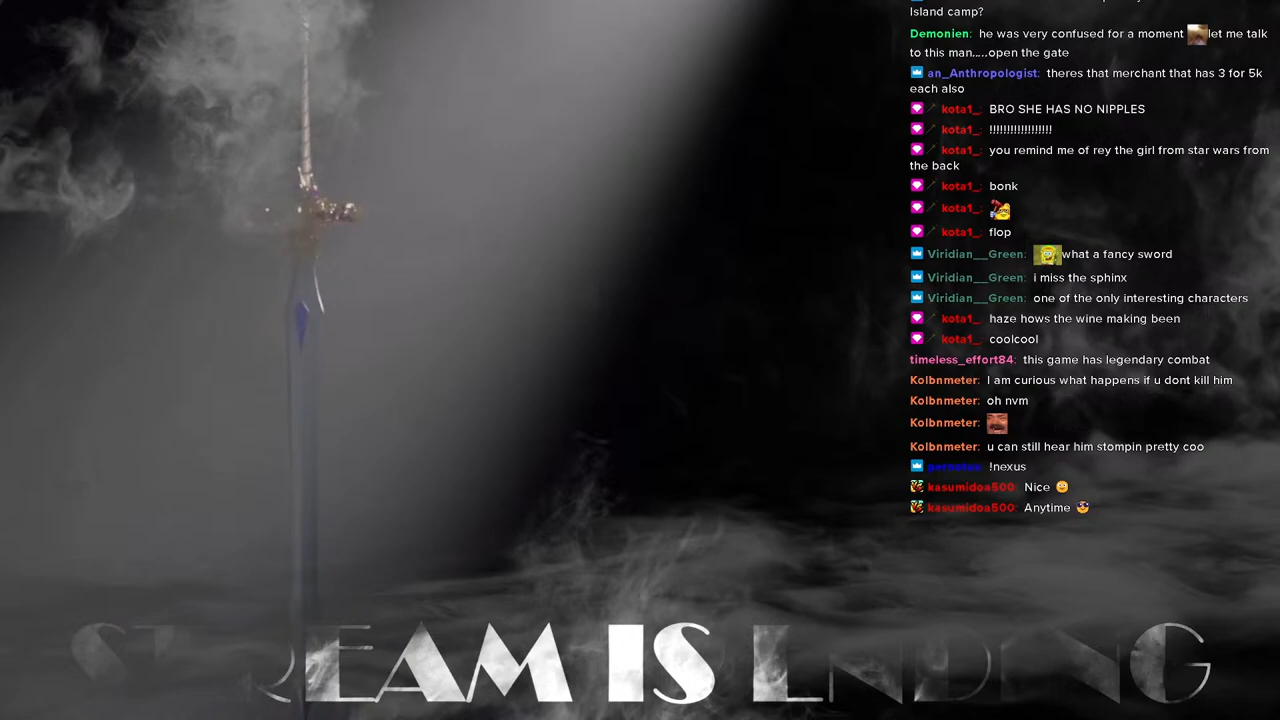 Island camp?
Demonien: he was very confused for a moment let me talk
to this man.....open the gate
an_Anthropologist: theres that merchant that has 3 for 5k
each also
kota1_: BRO SHE HAS NO NIPPLES
kota1_: !!!!!!!!!!!!!!!!!!
kota1_: you remind me of rey the girl from star wars from
the back
kota1_: bonk
kota1_:
kota1_: flop
Viridian__Green: what a fancy sword
Viridian__Green: i miss the sphinx
Viridian__Green: one of the only interesting characters
kota1_: haze hows the wine making been
kota1_: coolcool
timeless_effort84: this game has legendary combat
Kolbnmeter: I am curious what happens if u dont kill him
Kolbnmeter: oh nvm
Kolbnmeter:
Kolbnmeter: u can still hear him stompin pretty coo
!nexus
kasumidoa500: Nice
kasumidoa500: Anytime
STREAM IS ENDING